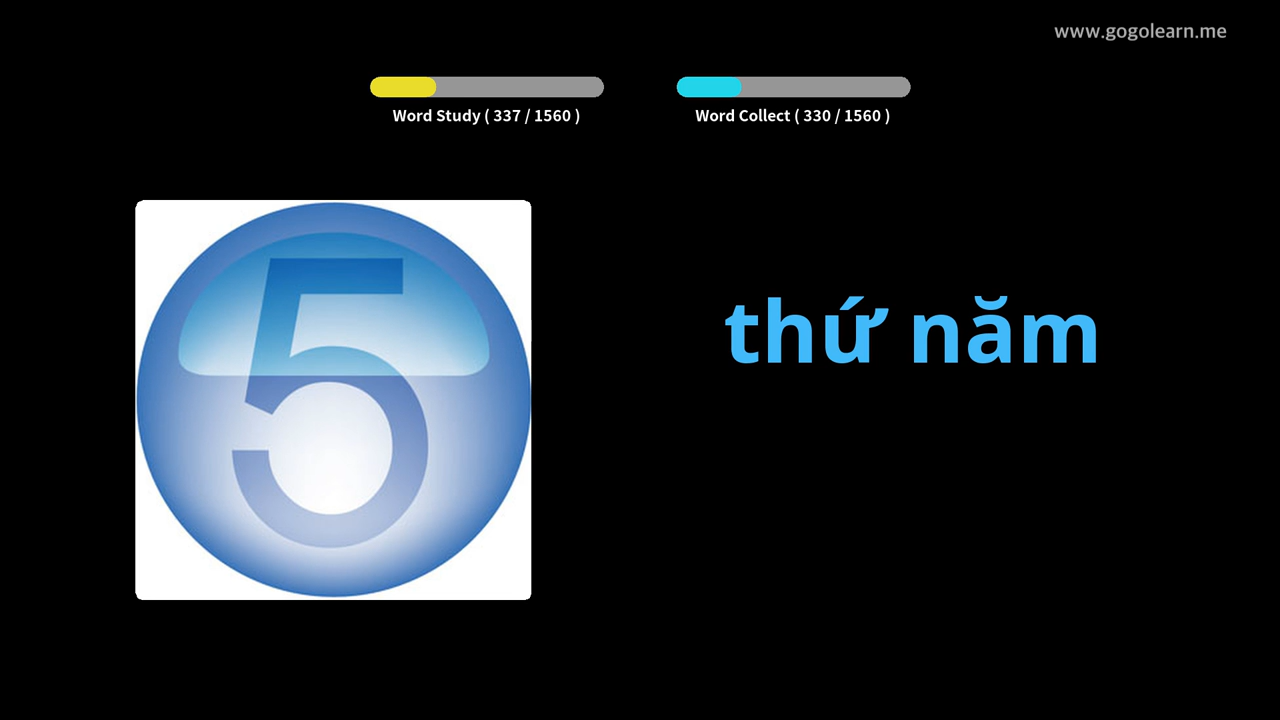 www.gogolearn.me
Word Study ( 337 / 1560 )
Word Collect ( 330 / 1560 )
5
thứ năm